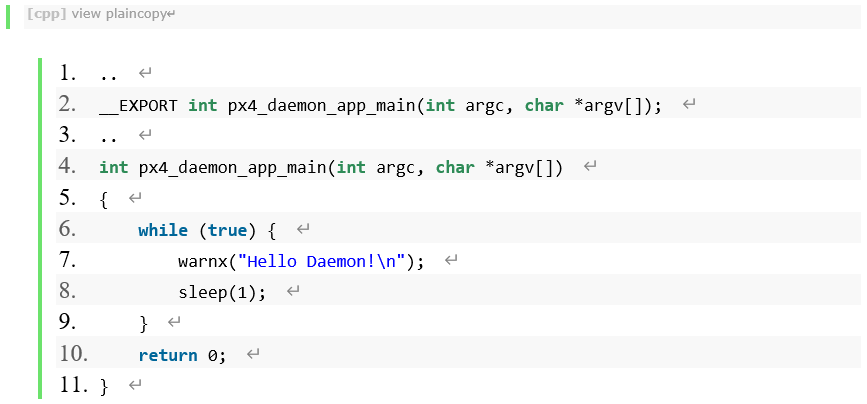 [cpp] view plaincopy↵
1. .. ↵
2. __EXPORT int px4_daemon_app_main(int argc, char *argv[]); ↵
3. .. ↵
4. int px4_daemon_app_main(int argc, char *argv[]) ↵
5. { ↵
6. while (true) { ↵
7. warnx("Hello Daemon!\n"); ↵
8. sleep(1); ↵
9. } ↵
10. return 0; ↵
11. } ↵